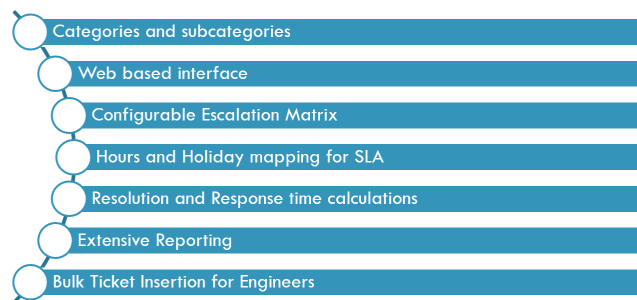 Categories and subcategories
Web based interface
Configurable Escalation Matrix
Hours and Holiday mapping for SLA
Resolution and Response time calculations
Extensive Reporting
Bulk Ticket Insertion for Engineers